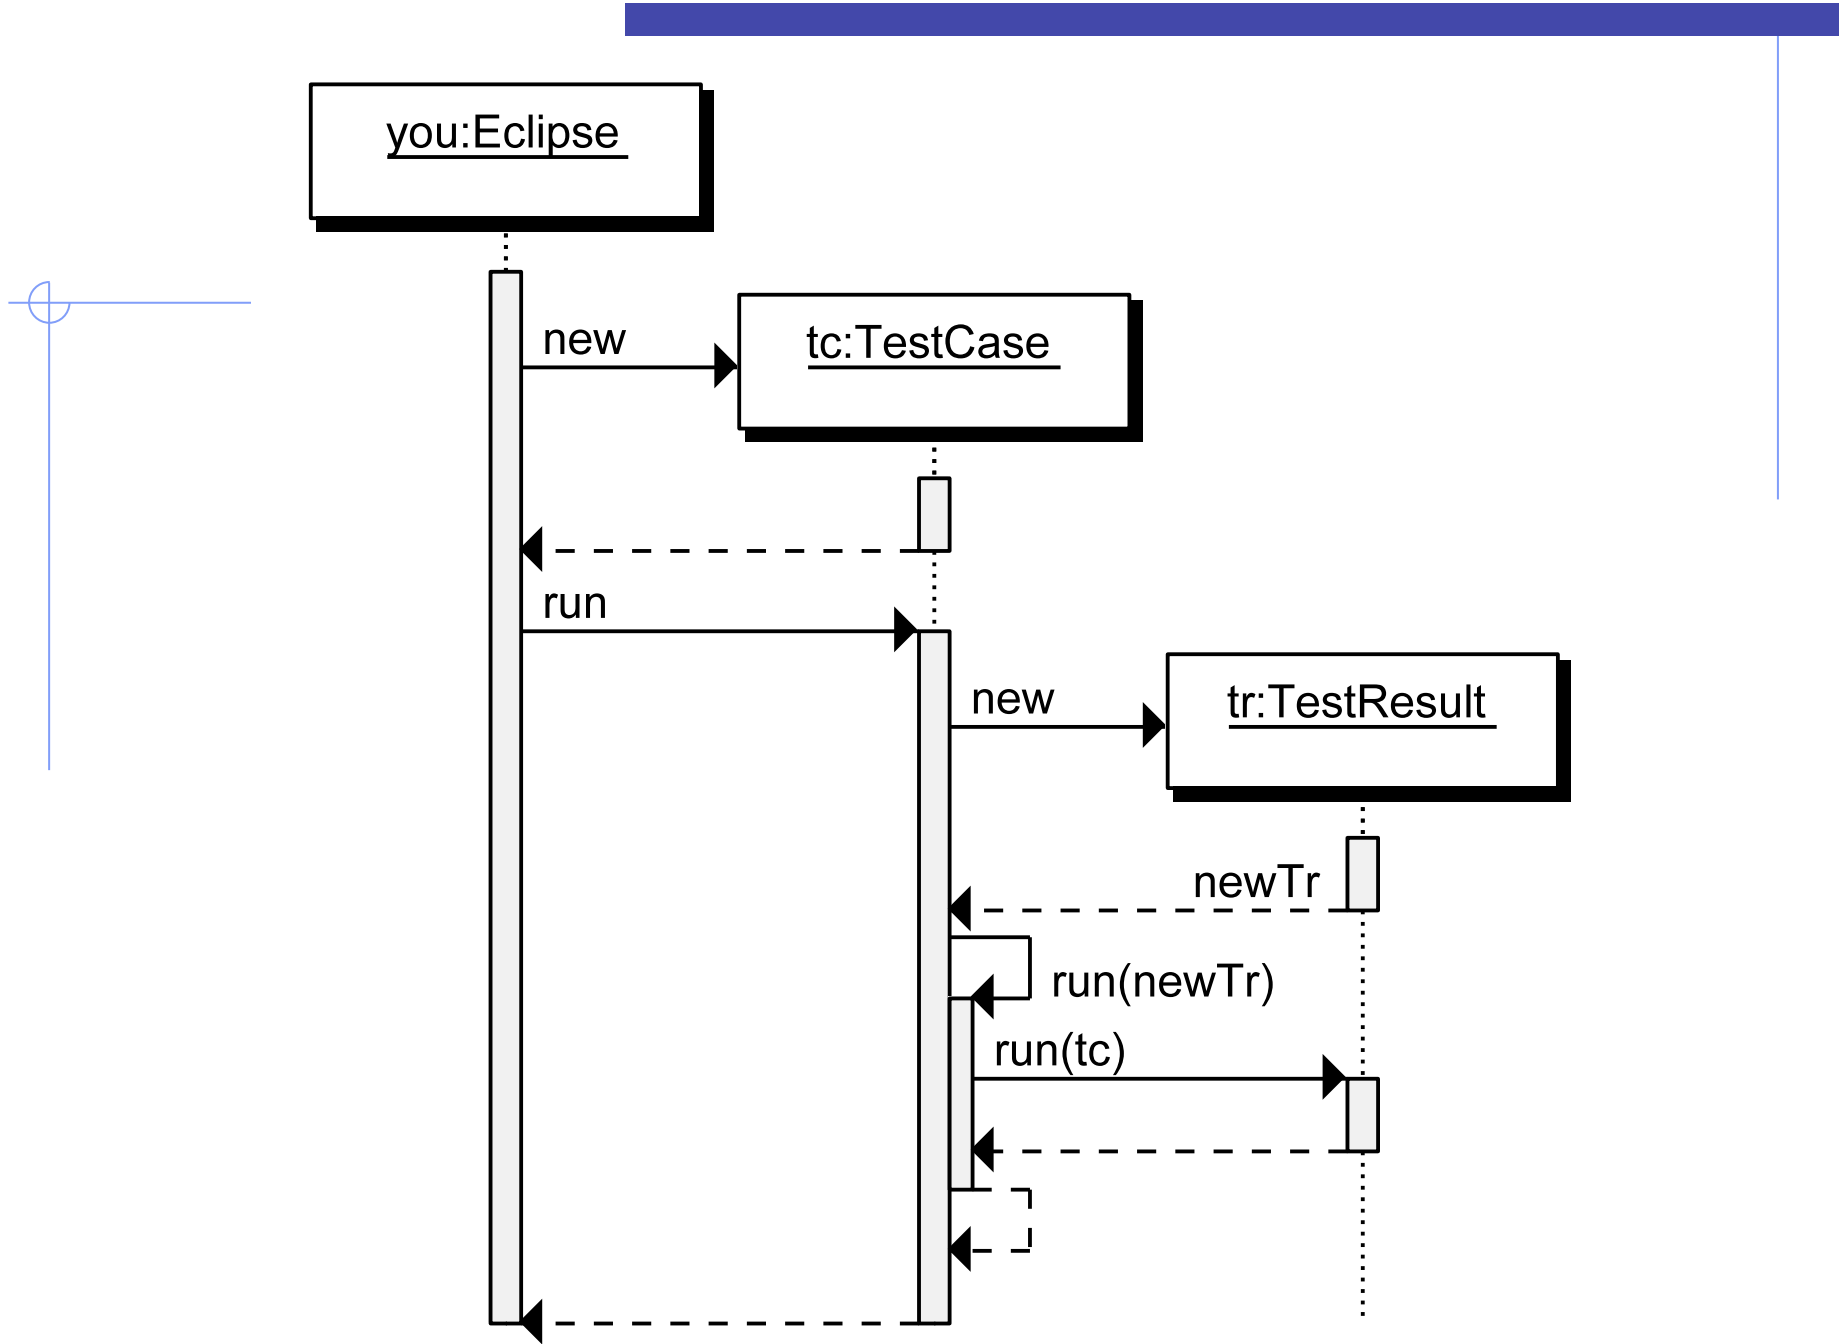 you:Eclipse
new
tc:TestCase
run
new
tr:TestResult
newTr
run(newTr)
run(tc)